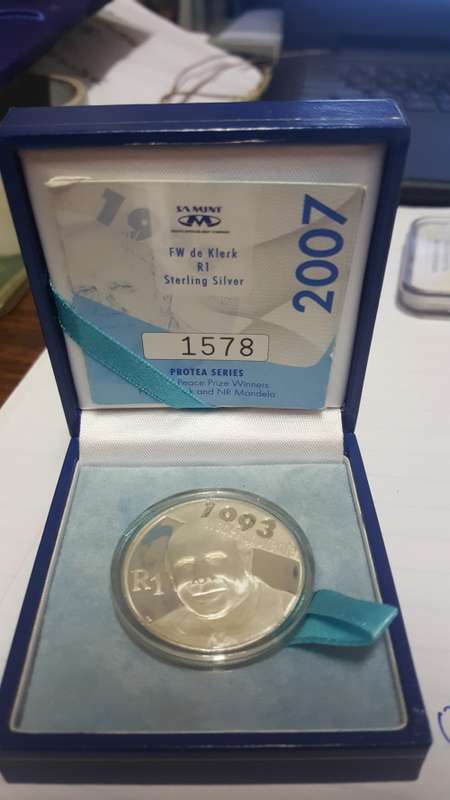 19
SA MINT
FW de Klerk
R1
Sterling Silver
2007
1578
PROTEA SERIES
Peace Prize Winners
and NR Mandela
1993
R1